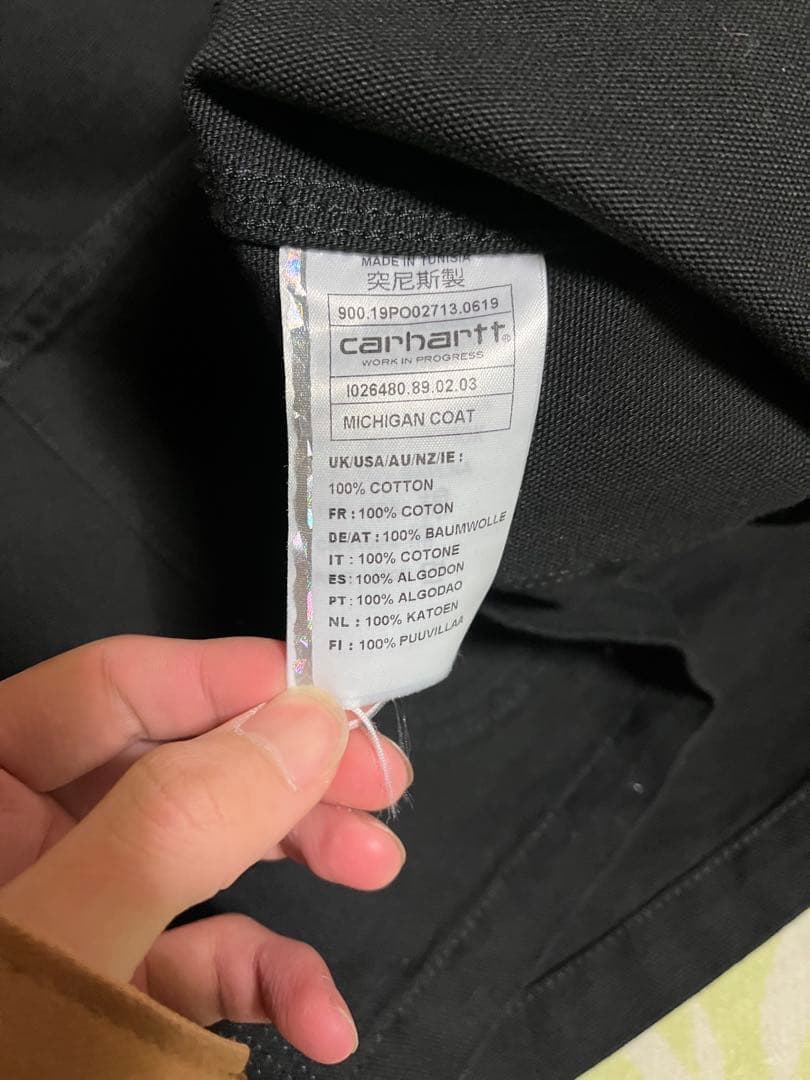 MADE IN TUNISIA
突尼斯製
900.19PO02713.0619
carhartt®
WORK IN PROGRESS
I026480.89.02.03
MICHIGAN COAT
UK/USA/AU/NZ/IE :
100% COTTON
FR : 100% COTON
DE/AT : 100% BAUMWOLLE
IT : 100% COTONE
ES: 100% ALGODON
PT: 100% ALGODAO
NL : 100% KATOEN
FI : 100% PUUVILLAA